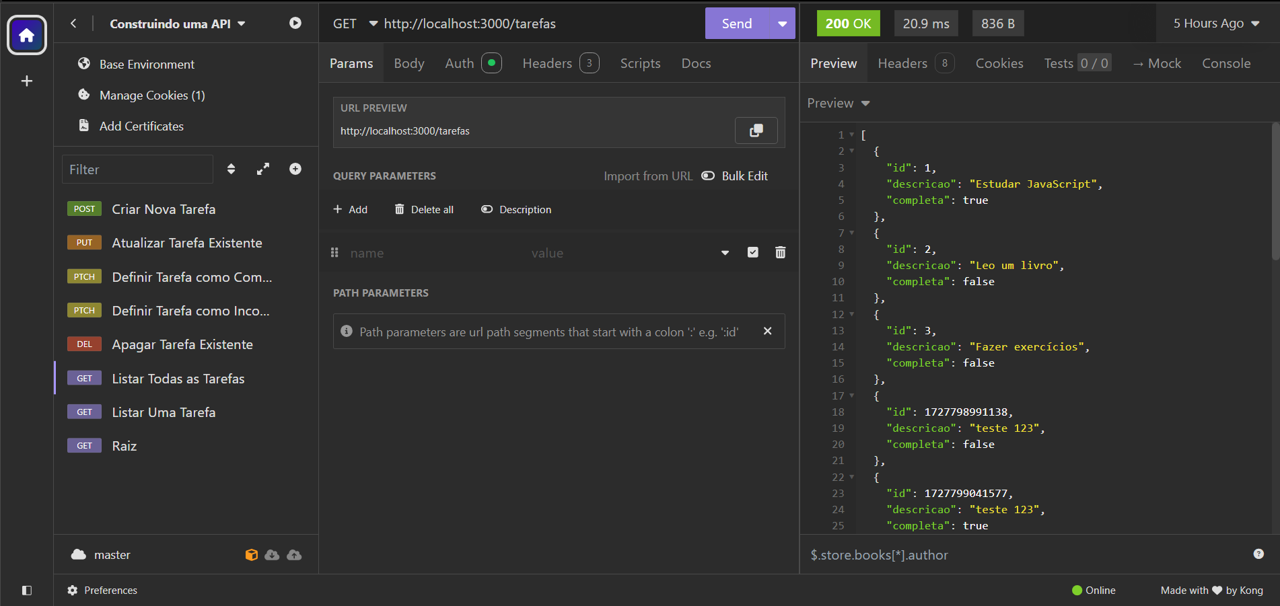 Construindo uma API
Base Environment
Manage Cookies (1)
Add Certificates
Filter
POST Criar Nova Tarefa
PUT Atualizar Tarefa Existente
PTCH Definir Tarefa como Com...
PTCH Definir Tarefa como Inco...
DEL Apagar Tarefa Existente
GET Listar Todas as Tarefas
GET Listar Uma Tarefa
GET Raiz
master
Preferences
GET http://localhost:3000/tarefas Send
Params Body Auth Headers 3 Scripts Docs
URL PREVIEW
http://localhost:3000/tarefas
QUERY PARAMETERS Import from URL Bulk Edit
Add Delete all Description
name value
PATH PARAMETERS
Path parameters are url path segments that start with a colon ':' e.g. ':id'
200 OK 20.9 ms 836 B 5 Hours Ago
Preview Headers 8 Cookies Tests 0 / 0 → Mock Console
Preview
1 [
2 {
3 "id": 1,
4 "descricao": "Estudar JavaScript",
5 "completa": true
6 },
7 {
8 "id": 2,
9 "descricao": "Leo um livro",
10 "completa": false
11 },
12 {
13 "id": 3,
14 "descricao": "Fazer exercícios",
15 "completa": false
16 },
17 {
18 "id": 1727798991138,
19 "descricao": "teste 123",
20 "completa": false
21 },
22 {
23 "id": 1727799041577,
24 "descricao": "teste 123",
25 "completa": true
$.store.books[*].author
Online Made with ♥ by Kong